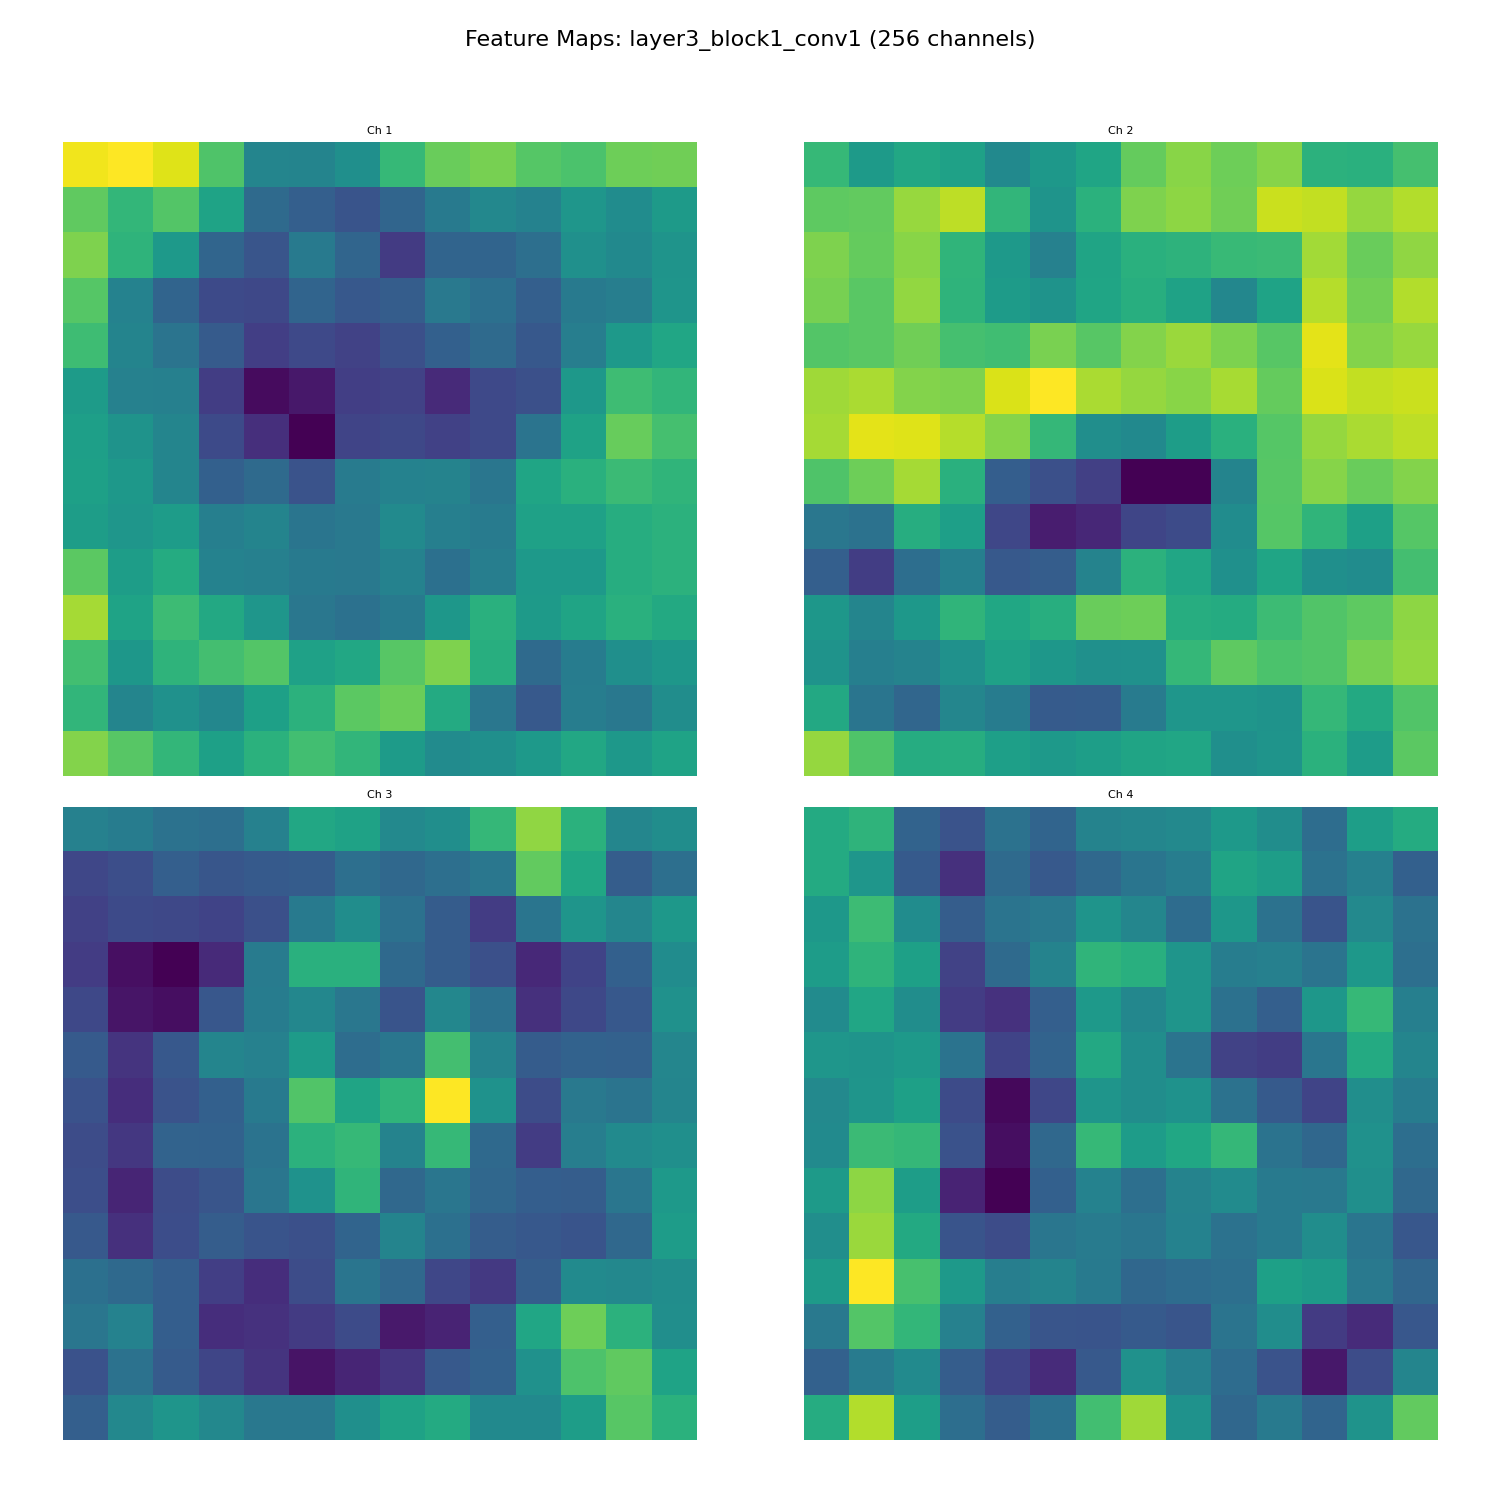 Feature Maps: layer3_block1_conv1 (256 channels)
Ch 1
Ch 2
Ch 3
Ch 4